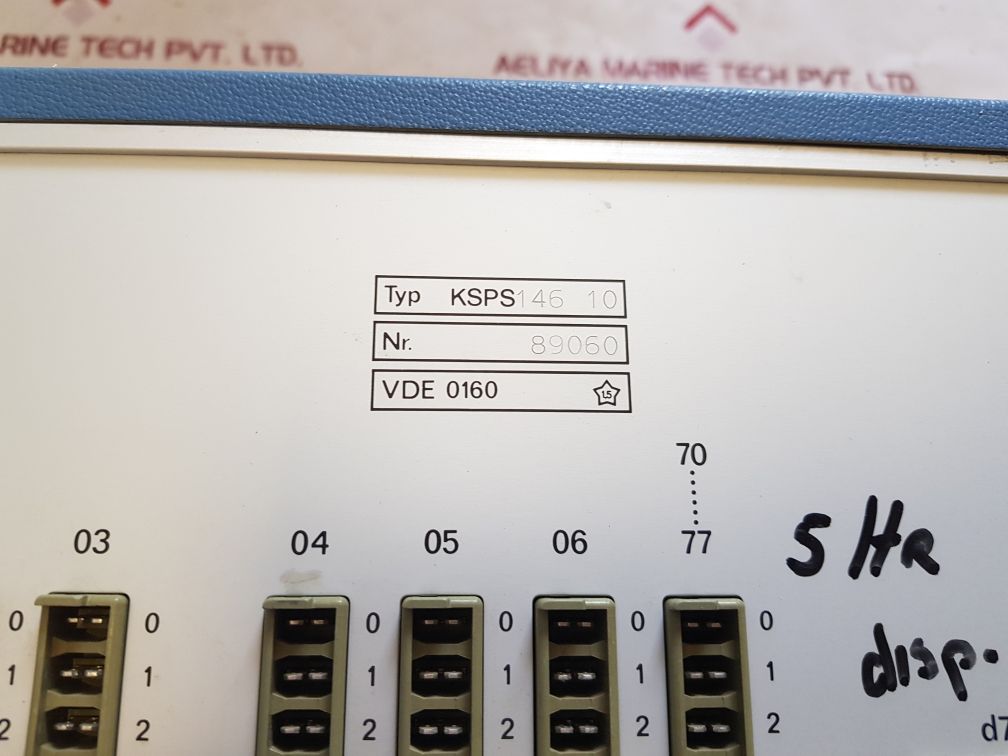 RINE TECH PVT. LTD.
AELIYA MARINE TECH PVT. LTD.
Typ KSPS146 10
Nr. 89060
VDE 0160 1.5
70
77
03 04 05 06
S HR
disp.
0 0 0 0 0 0
1 1 1 1 1 1
2 2 2 2 2 2
d7